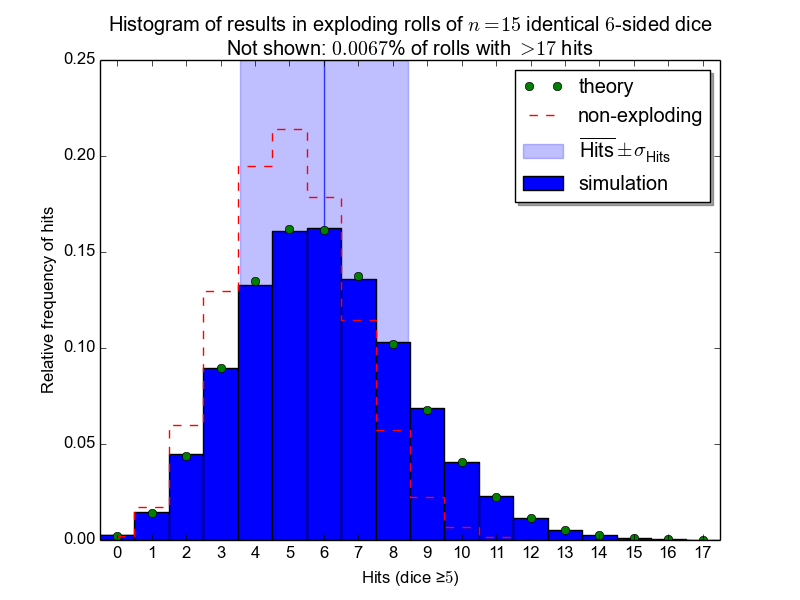 Histogram of results in exploding rolls of n=15 identical 6-sided dice
Not shown: 0.0067% of rolls with >17 hits
theory
non-exploding
Hits±σHits
simulation
Relative frequency of hits
0.25
0.20
0.15
0.10
0.05
0.00
0 1 2 3 4 5 6 7 8 9 10 11 12 13 14 15 16 17
Hits (dice ≥5)